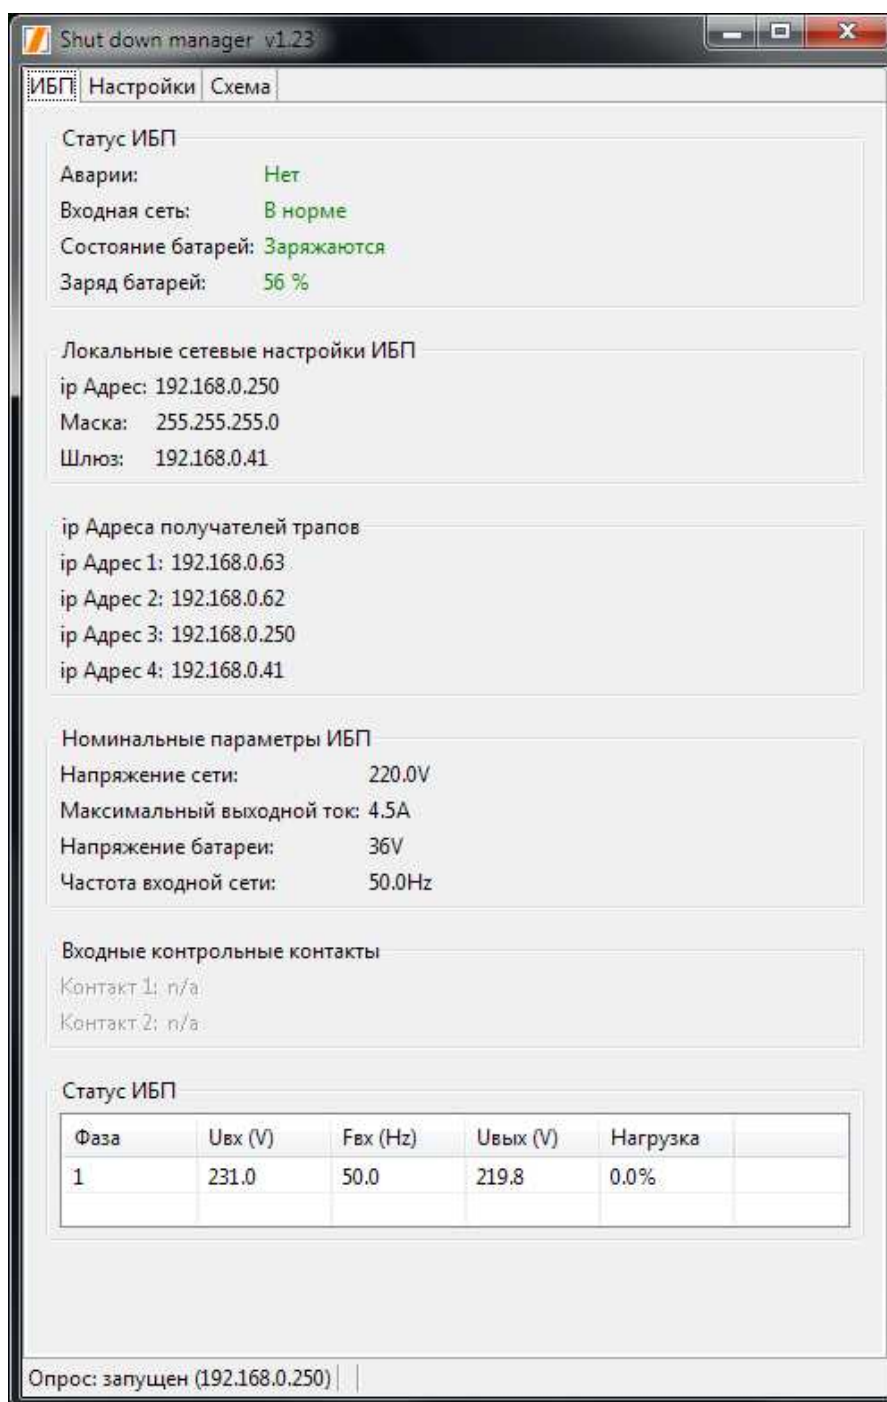 Shut down manager v1.23
ИБП Настройки Схема
Статус ИБП
Аварии: Нет
Входная сеть: В норме
Состояние батарей: Заряжаются
Заряд батарей: 56 %
Локальные сетевые настройки ИБП
ip Адрес: 192.168.0.250
Маска: 255.255.255.0
Шлюз: 192.168.0.41
ip Адреса получателей трапов
ip Адрес 1: 192.168.0.63
ip Адрес 2: 192.168.0.62
ip Адрес 3: 192.168.0.250
ip Адрес 4: 192.168.0.41
Номинальные параметры ИБП
Напряжение сети: 220.0V
Максимальный выходной ток: 4.5A
Напряжение батареи: 36V
Частота входной сети: 50.0Hz
Входные контрольные контакты
Контакт 1: n/a
Контакт 2: n/a
Статус ИБП
Фаза Uвх (V) Fвх (Hz) Uвых (V) Нагрузка
1 231.0 50.0 219.8 0.0%
Опрос: запущен (192.168.0.250)